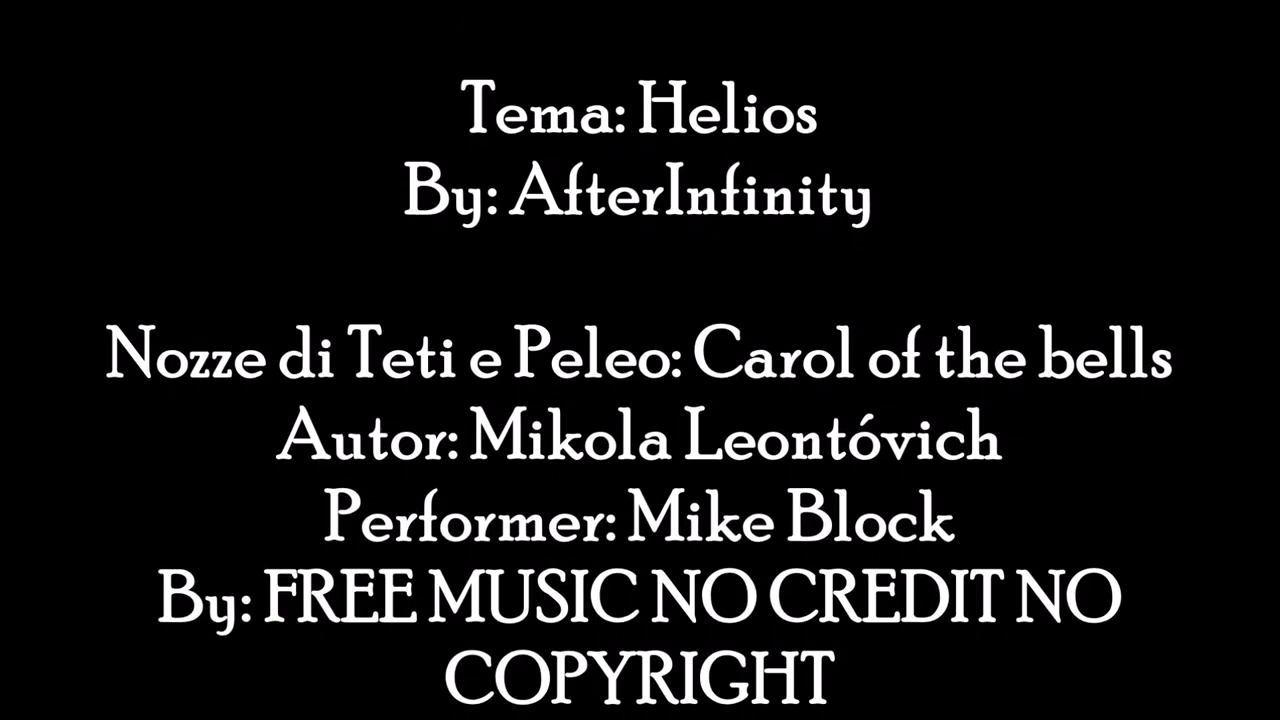 Tema: Helios
By: AfterInfinity
Nozze di Teti e Peleo: Carol of the bells
Autor: Mikola Leontóvich
Performer: Mike Block
By: FREE MUSIC NO CREDIT NO
COPYRIGHT